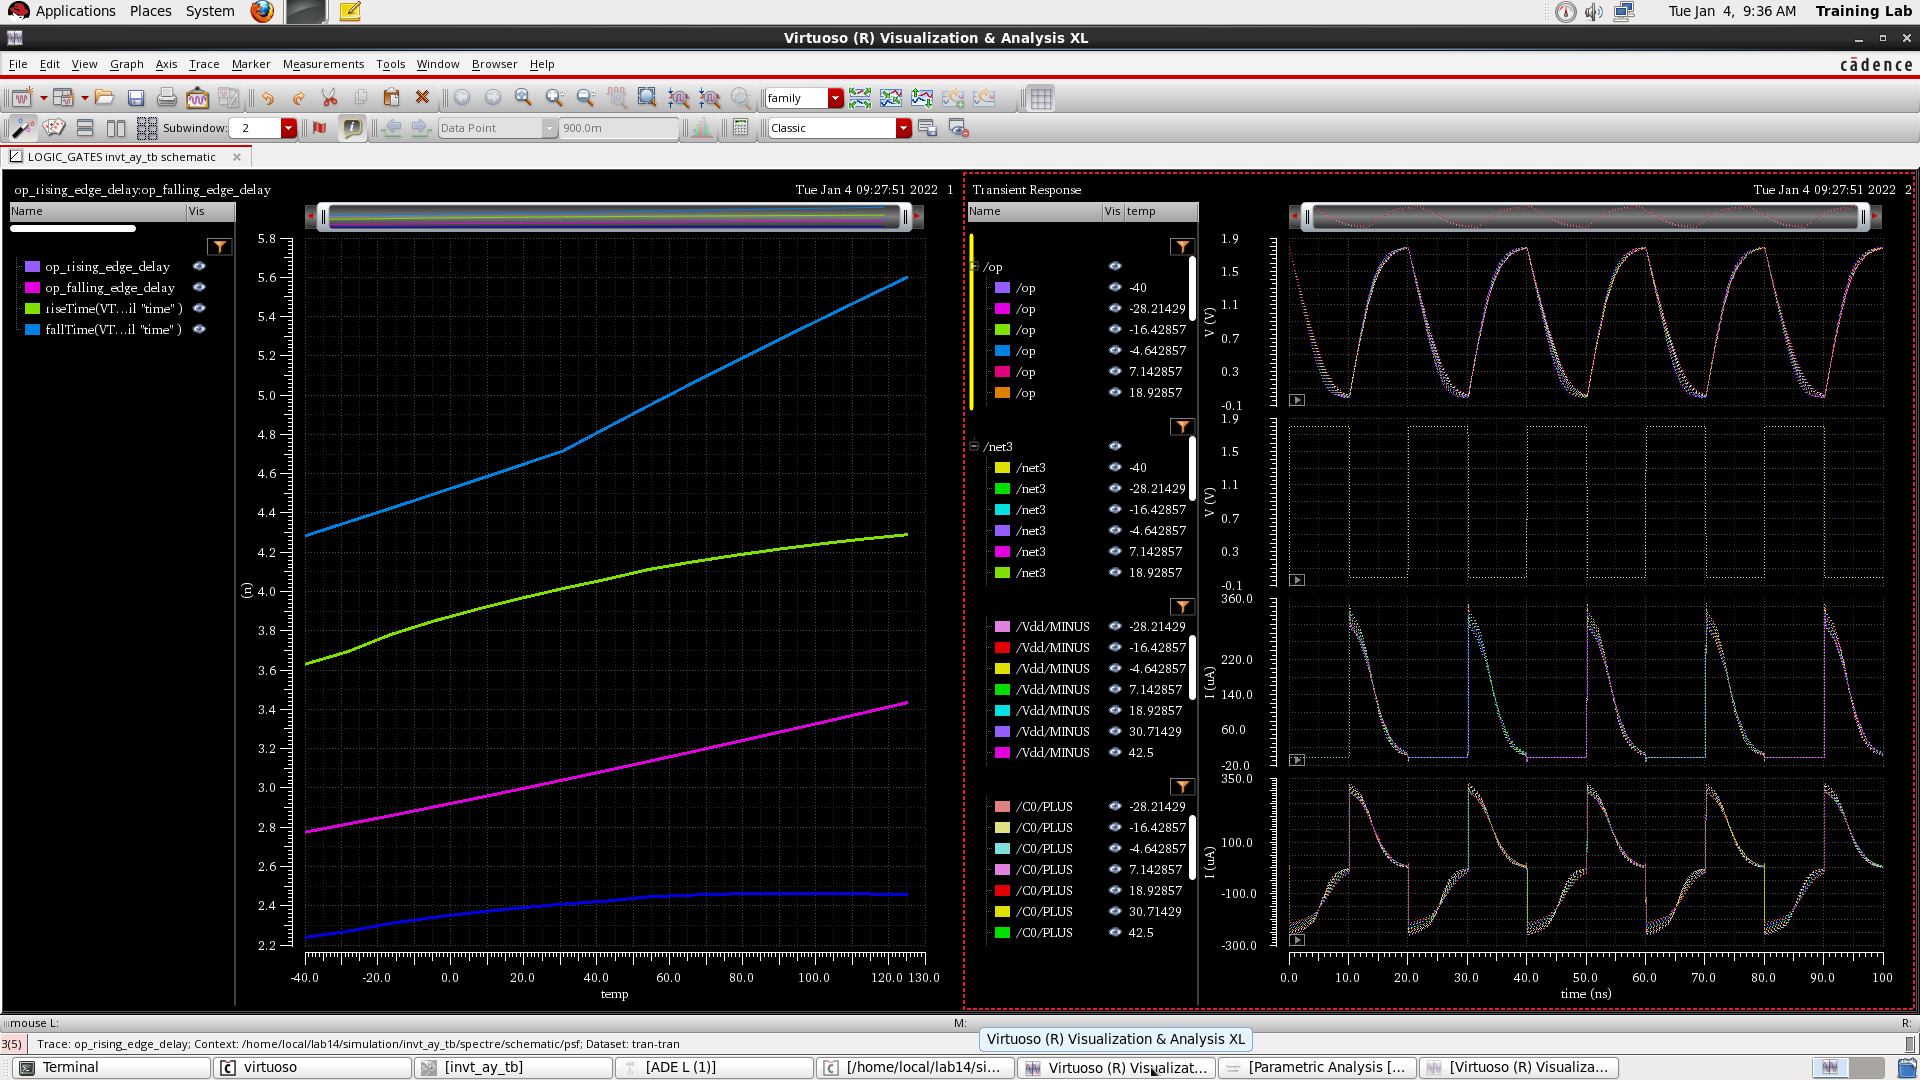 Applications Places System Tue Jan 4, 9:36 AM Training Lab
Virtuoso (R) Visualization & Analysis XL
File Edit View Graph Axis Trace Marker Measurements Tools Window Browser Help cādence
family
Subwindow: 2 Data Point 900.0m Classic
LOGIC_GATES invt_ay_tb schematic
op_rising_edge_delay:op_falling_edge_delay Tue Jan 4 09:27:51 2022 1
Name Vis
op_rising_edge_delay
op_falling_edge_delay
riseTime(VT...il "time" )
fallTime(VT...il "time" )
5.8
5.6
5.4
5.2
5.0
4.8
4.6
4.4
4.2
(n) 4.0
3.8
3.6
3.4
3.2
3.0
2.8
2.6
2.4
2.2
-40.0 -20.0 0.0 20.0 40.0 60.0 80.0 100.0 120.0 130.0
temp
Transient Response Tue Jan 4 09:27:51 2022 2
Name Vis temp
/op
/op -40
/op -28.21429
/op -16.42857
/op -4.642857
/op 7.142857
/op 18.92857
/net3
/net3 -40
/net3 -28.21429
/net3 -16.42857
/net3 -4.642857
/net3 7.142857
/net3 18.92857
/Vdd/MINUS -28.21429
/Vdd/MINUS -16.42857
/Vdd/MINUS -4.642857
/Vdd/MINUS 7.142857
/Vdd/MINUS 18.92857
/Vdd/MINUS 30.71429
/Vdd/MINUS 42.5
/C0/PLUS -28.21429
/C0/PLUS -16.42857
/C0/PLUS -4.642857
/C0/PLUS 7.142857
/C0/PLUS 18.92857
/C0/PLUS 30.71429
/C0/PLUS 42.5
V (V)
1.9
1.5
1.1
0.7
0.3
-0.1
V (V)
1.9
1.5
1.1
0.7
0.3
-0.1
I (uA)
360.0
220.0
140.0
60.0
-20.0
I (uA)
350.0
100.0
-100.0
-300.0
0.0 10.0 20.0 30.0 40.0 50.0 60.0 70.0 80.0 90.0 100
time (ns)
mouse L: M: R:
Virtuoso (R) Visualization & Analysis XL
3(5) Trace: op_rising_edge_delay; Context: /home/local/lab14/simulation/invt_ay_tb/spectre/schematic/psf; Dataset: tran-tran
Terminal virtuoso [invt_ay_tb] [ADE L (1)] [/home/local/lab14/si... Virtuoso (R) Visualizat... [Parametric Analysis [... [Virtuoso (R) Visualiza...